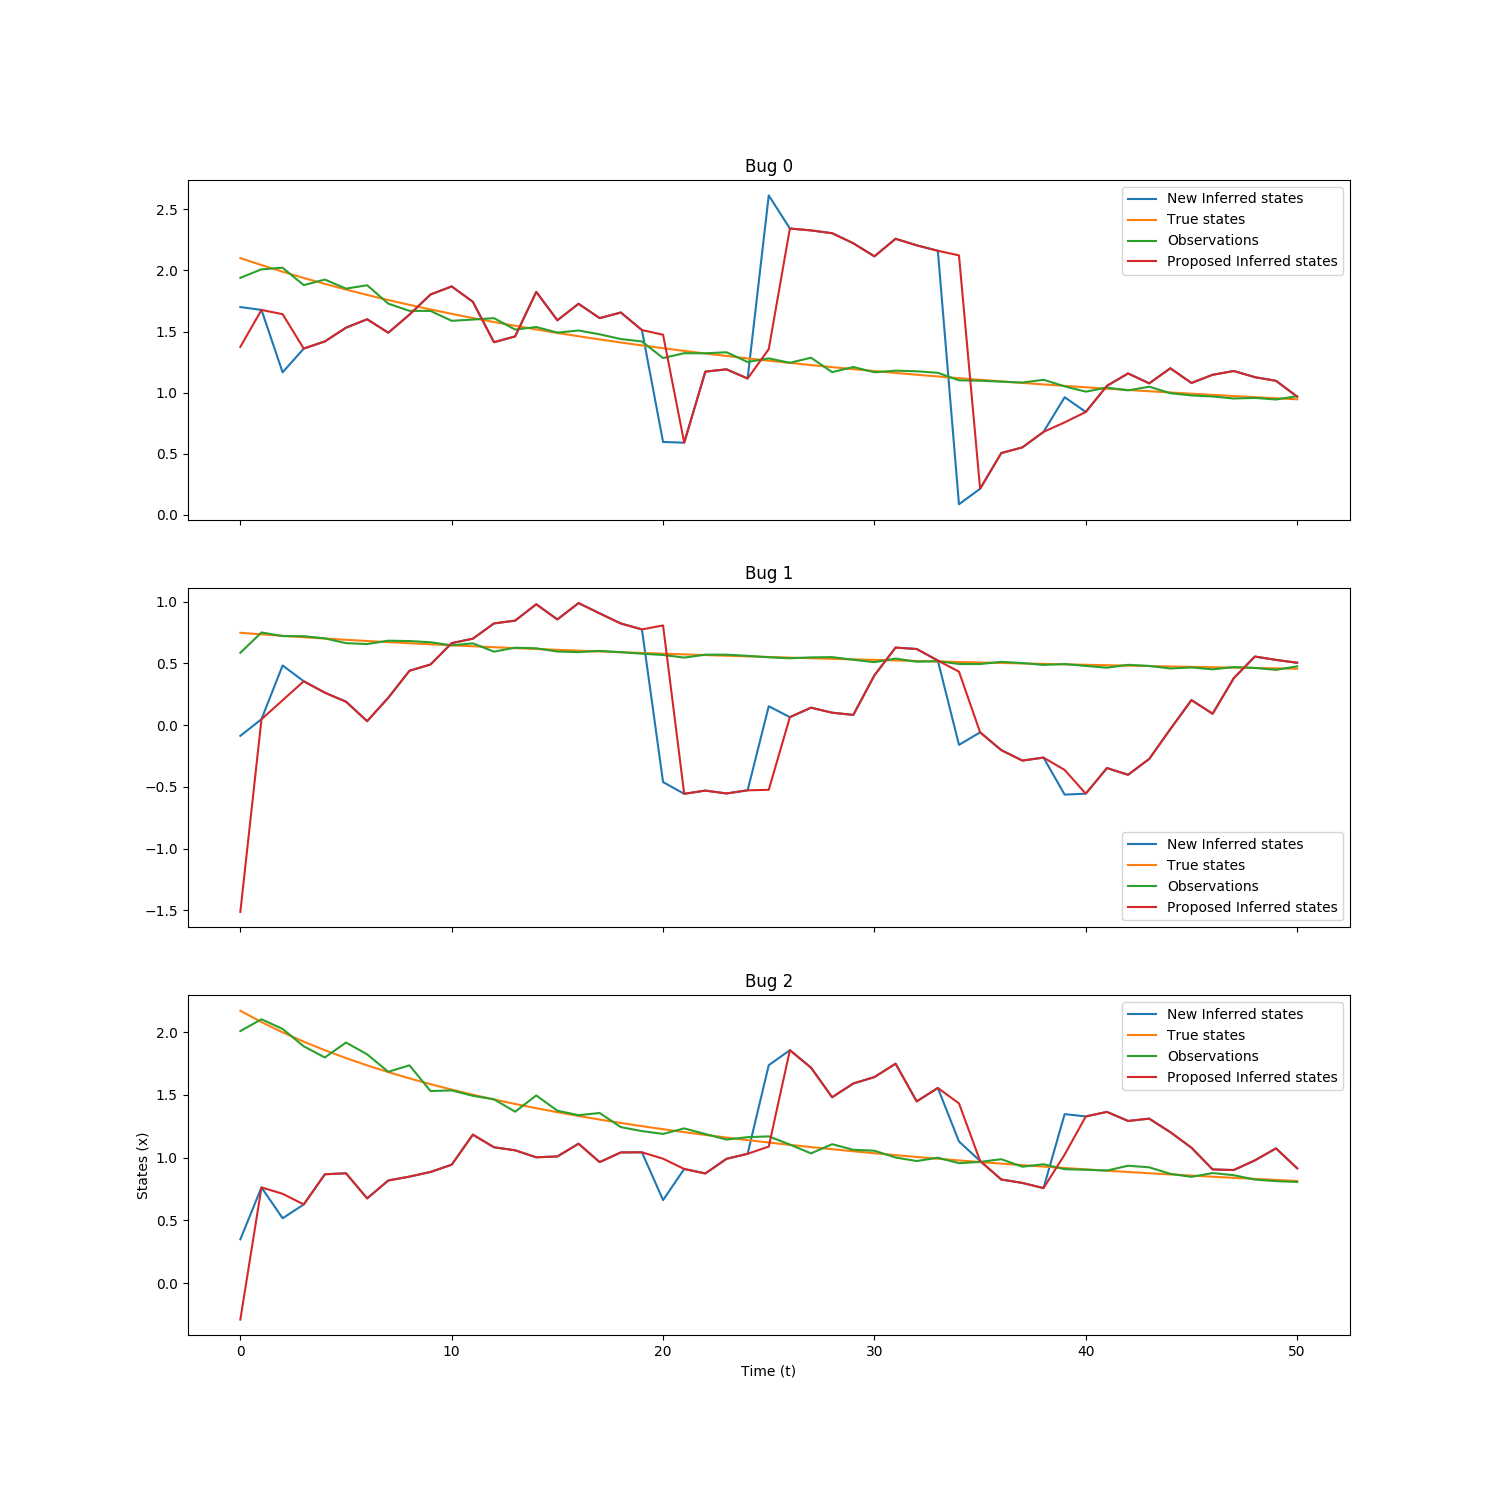 Bug 0
2.5
2.0
1.5
1.0
0.5
0.0
New Inferred states
True states
Observations
Proposed Inferred states
Bug 1
1.0
0.5
0.0
−0.5
−1.0
−1.5
New Inferred states
True states
Observations
Proposed Inferred states
Bug 2
2.0
1.5
1.0
0.5
0.0
States (x)
New Inferred states
True states
Observations
Proposed Inferred states
0 10 20 30 40 50
Time (t)